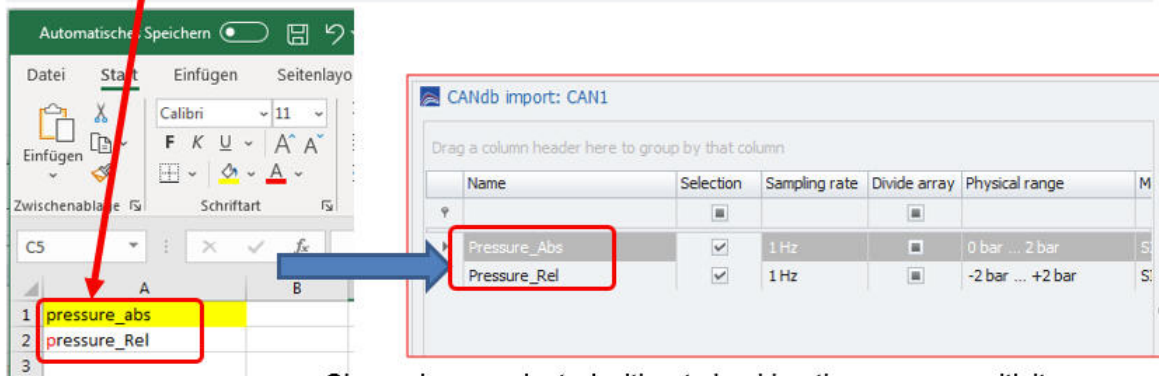 Automatisches Speichern
Datei Start Einfügen Seitenlayo
Calibri 11
Einfügen
F K U A A
Zwischenablage Schriftart
C5 fx
A B
1 pressure_abs
2 pressure_Rel
3
CANdb import: CAN1
Drag a column header here to group by that column
Name Selection Sampling rate Divide array Physical range M
Pressure_Abs 1 Hz 0 bar ... 2 bar
Pressure_Rel 1 Hz -2 bar ... +2 bar